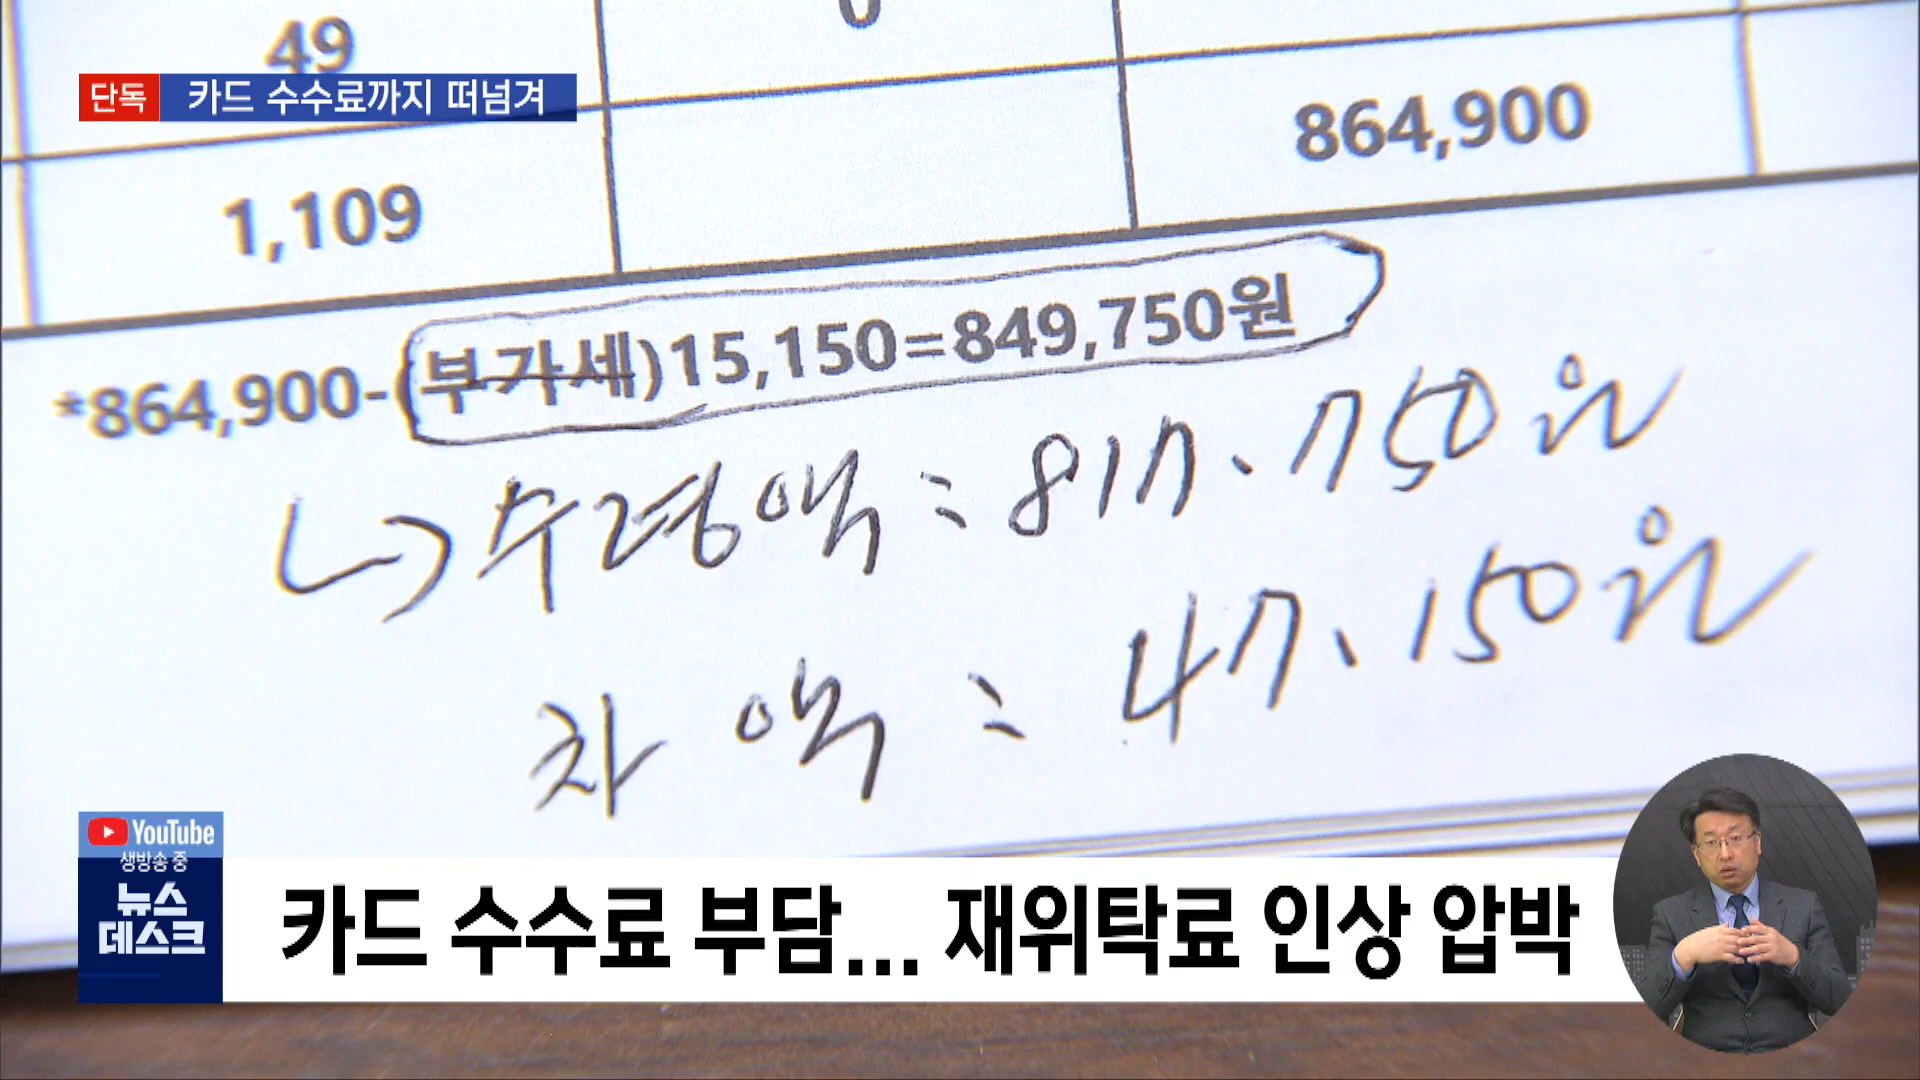 49
0
단독 카드 수수료까지 떠넘겨
864,900
1,109
*864,900-(부가세)15,150=849,750원
↳ 수령액 = 817.750원
차액 = 47.150원
YouTube
생방송 중
뉴스
데스크
카드 수수료 부담... 재위탁료 인상 압박